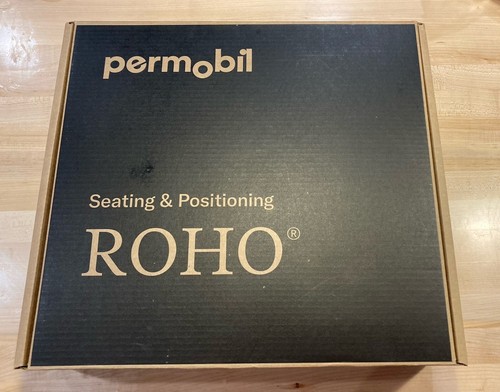 permobil
Seating & Positioning
ROHO®